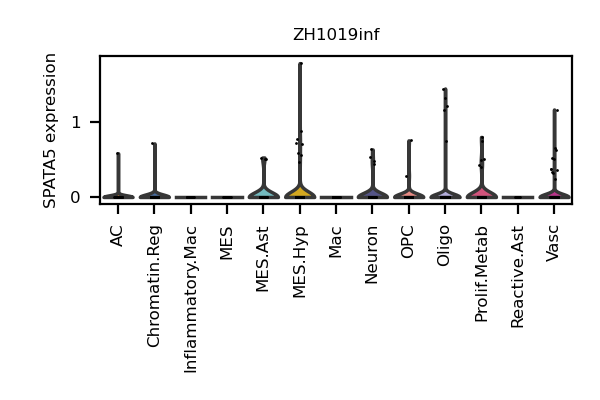 ZH1019inf
SPATA5 expression
1
0
AC
Chromatin.Reg
Inflammatory.Mac
MES
MES.Ast
MES.Hyp
Mac
Neuron
OPC
Oligo
Prolif.Metab
Reactive.Ast
Vasc